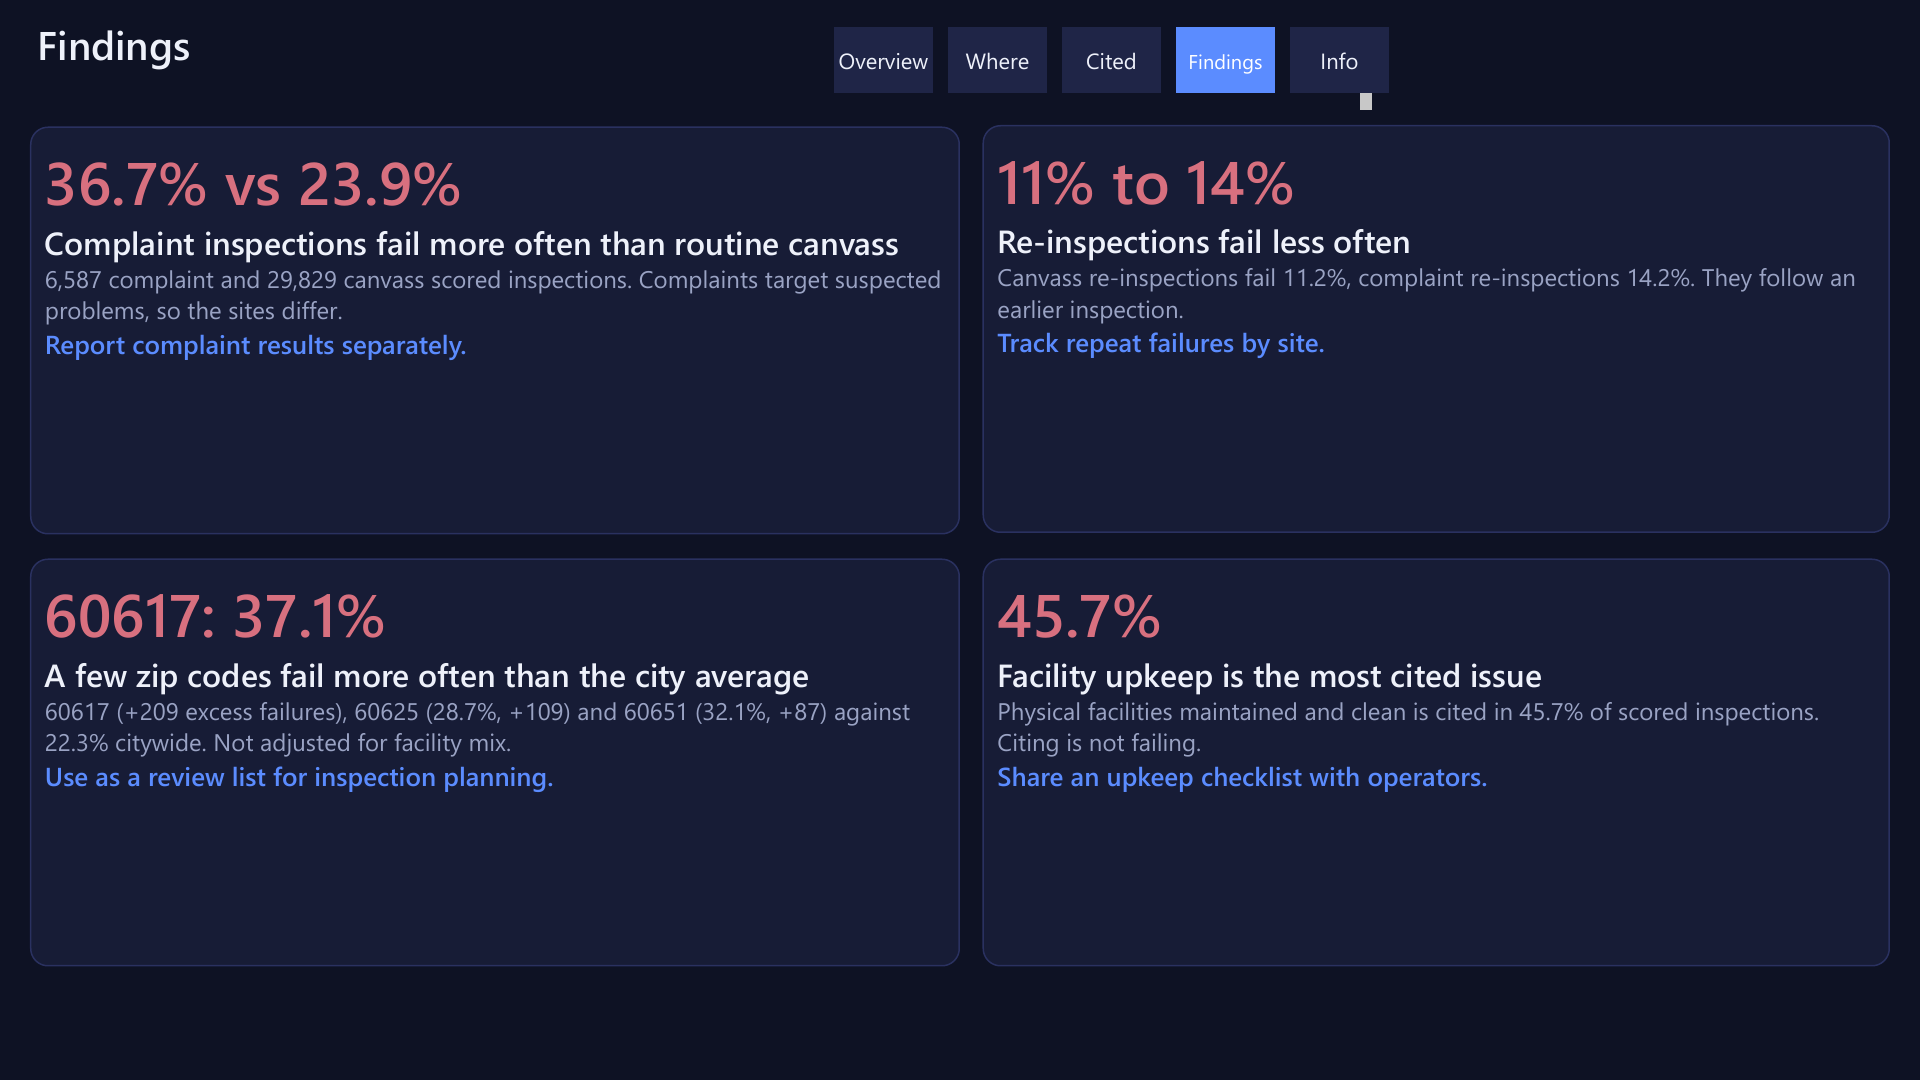 Findings
Overview
Where
Cited
Findings
Info
36.7% vs 23.9%
Complaint inspections fail more often than routine canvass
6,587 complaint and 29,829 canvass scored inspections. Complaints target suspected
problems, so the sites differ.
Report complaint results separately.
11% to 14%
Re-inspections fail less often
Canvass re-inspections fail 11.2%, complaint re-inspections 14.2%. They follow an
earlier inspection.
Track repeat failures by site.
60617: 37.1%
A few zip codes fail more often than the city average
60617 (+209 excess failures), 60625 (28.7%, +109) and 60651 (32.1%, +87) against
22.3% citywide. Not adjusted for facility mix.
Use as a review list for inspection planning.
45.7%
Facility upkeep is the most cited issue
Physical facilities maintained and clean is cited in 45.7% of scored inspections.
Citing is not failing.
Share an upkeep checklist with operators.